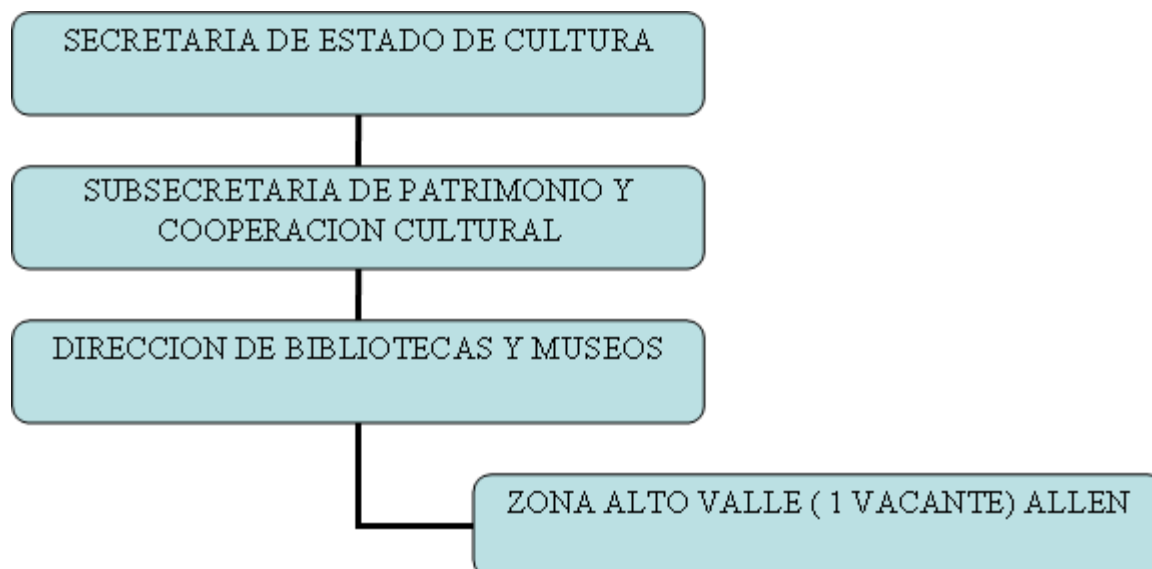 SECRETARIA DE ESTADO DE CULTURA
SUBSECRETARIA DE PATRIMONIO Y
COOPERACION CULTURAL
DIRECCION DE BIBLIOTECAS Y MUSEOS
ZONA ALTO VALLE ( 1 VACANTE) ALLEN